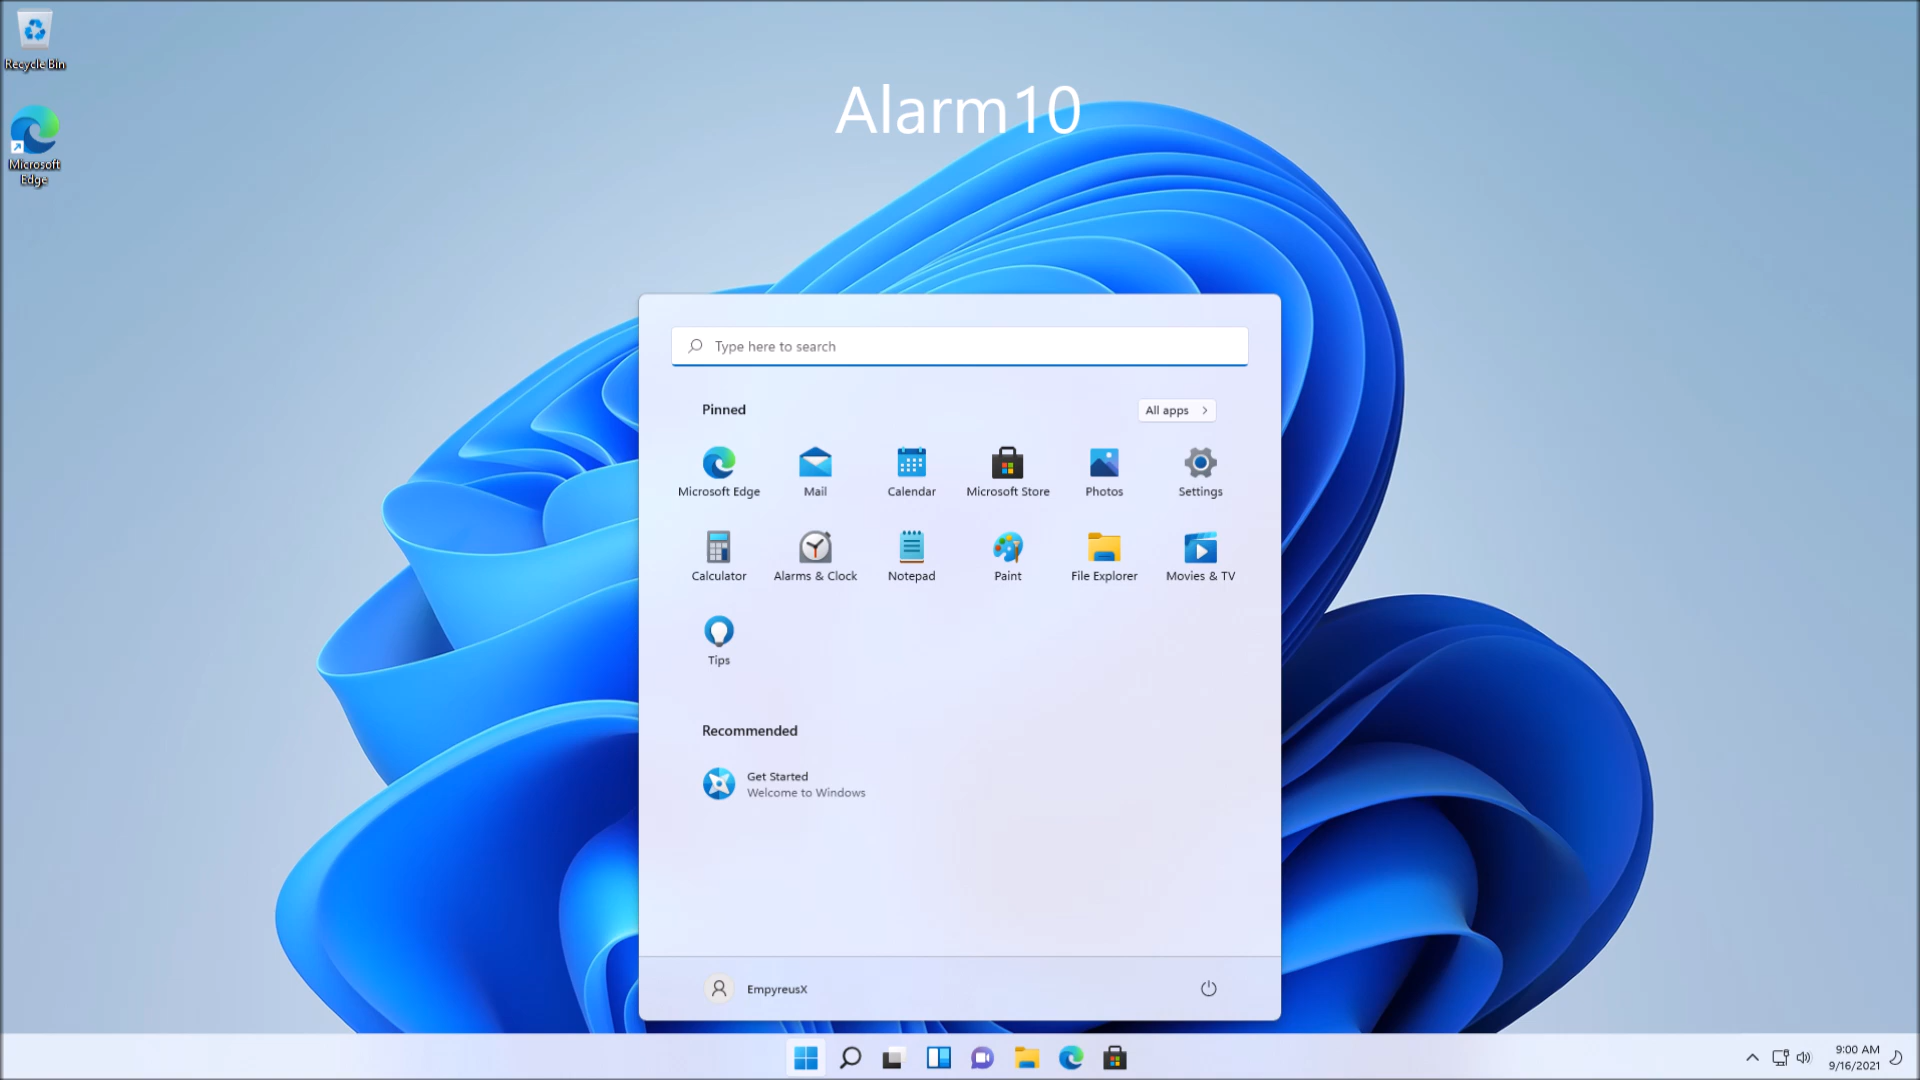 Recycle Bin
Microsoft
Edge
Alarm10
Type here to search
Pinned
All apps
Microsoft Edge
Mail
Calendar
Microsoft Store
Photos
Settings
Calculator
Alarms & Clock
Notepad
Paint
File Explorer
Movies & TV
Tips
Recommended
Get Started
Welcome to Windows
EmpyreusX
9:00 AM
9/16/2021